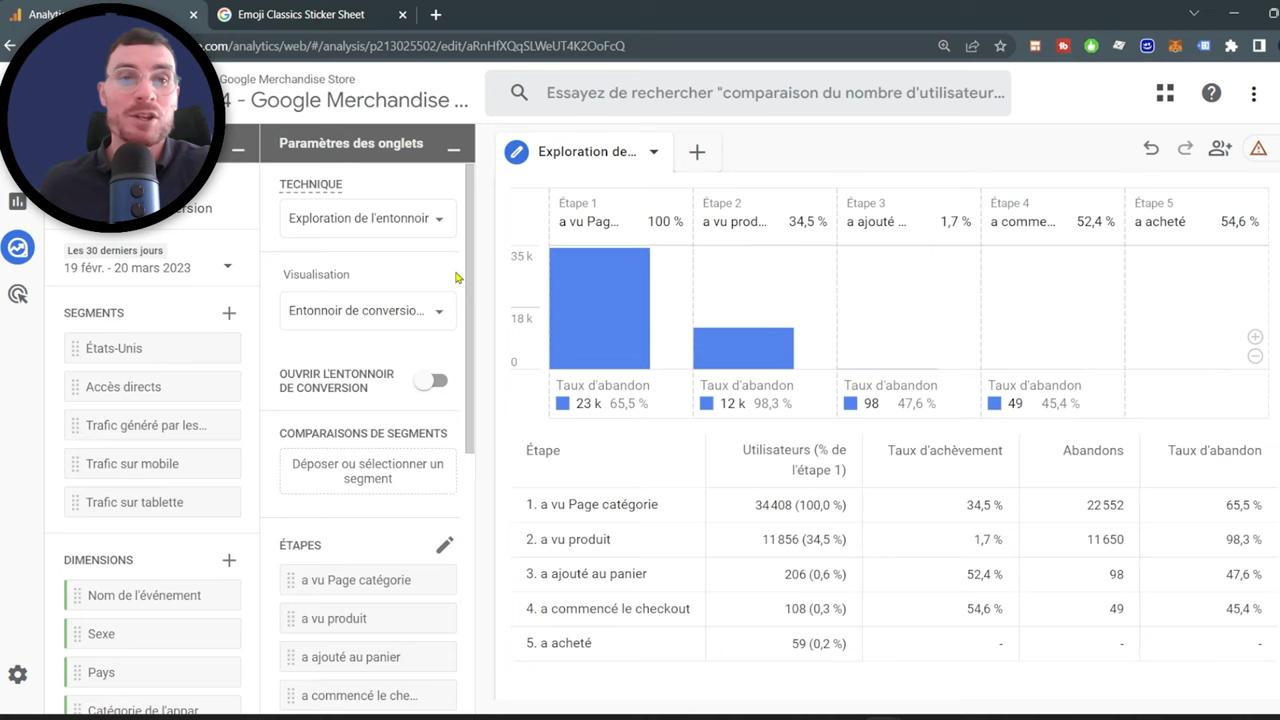 Analyti
Emoji Classics Sticker Sheet
.com/analytics/web/#/analysis/p213025502/edit/aRnHfXQqSLWeUT4K2OoFcQ
Google Merchandise Store
4 - Google Merchandise ...
Essayez de rechercher "comparaison du nombre d'utilisateur...
Les 30 derniers jours
19 févr. - 20 mars 2023
SEGMENTS
États-Unis
Accès directs
Trafic généré par les...
Trafic sur mobile
Trafic sur tablette
DIMENSIONS
Nom de l'événement
Sexe
Pays
Catégorie de l'appar
Paramètres des onglets
TECHNIQUE
Exploration de l'entonnoir
Visualisation
Entonnoir de conversio...
OUVRIR L'ENTONNOIR
DE CONVERSION
COMPARAISONS DE SEGMENTS
Déposer ou sélectionner un
segment
ÉTAPES
a vu Page catégorie
a vu produit
a ajouté au panier
a commencé le che...
Exploration de...
Étape 1
a vu Pag... 100 %
Étape 2
a vu prod... 34,5 %
Étape 3
a ajouté ... 1,7 %
Étape 4
a comme... 52,4 %
Étape 5
a acheté 54,6 %
35 k
18 k
0
Taux d'abandon
23 k 65,5 %
Taux d'abandon
12 k 98,3 %
Taux d'abandon
98 47,6 %
Taux d'abandon
49 45,4 %
Étape Utilisateurs (% de l'étape 1) Taux d'achèvement Abandons Taux d'abandon
1. a vu Page catégorie 34 408 (100,0 %) 34,5 % 22 552 65,5 %
2. a vu produit 11 856 (34,5 %) 1,7 % 11 650 98,3 %
3. a ajouté au panier 206 (0,6 %) 52,4 % 98 47,6 %
4. a commencé le checkout 108 (0,3 %) 54,6 % 49 45,4 %
5. a acheté 59 (0,2 %) - - -